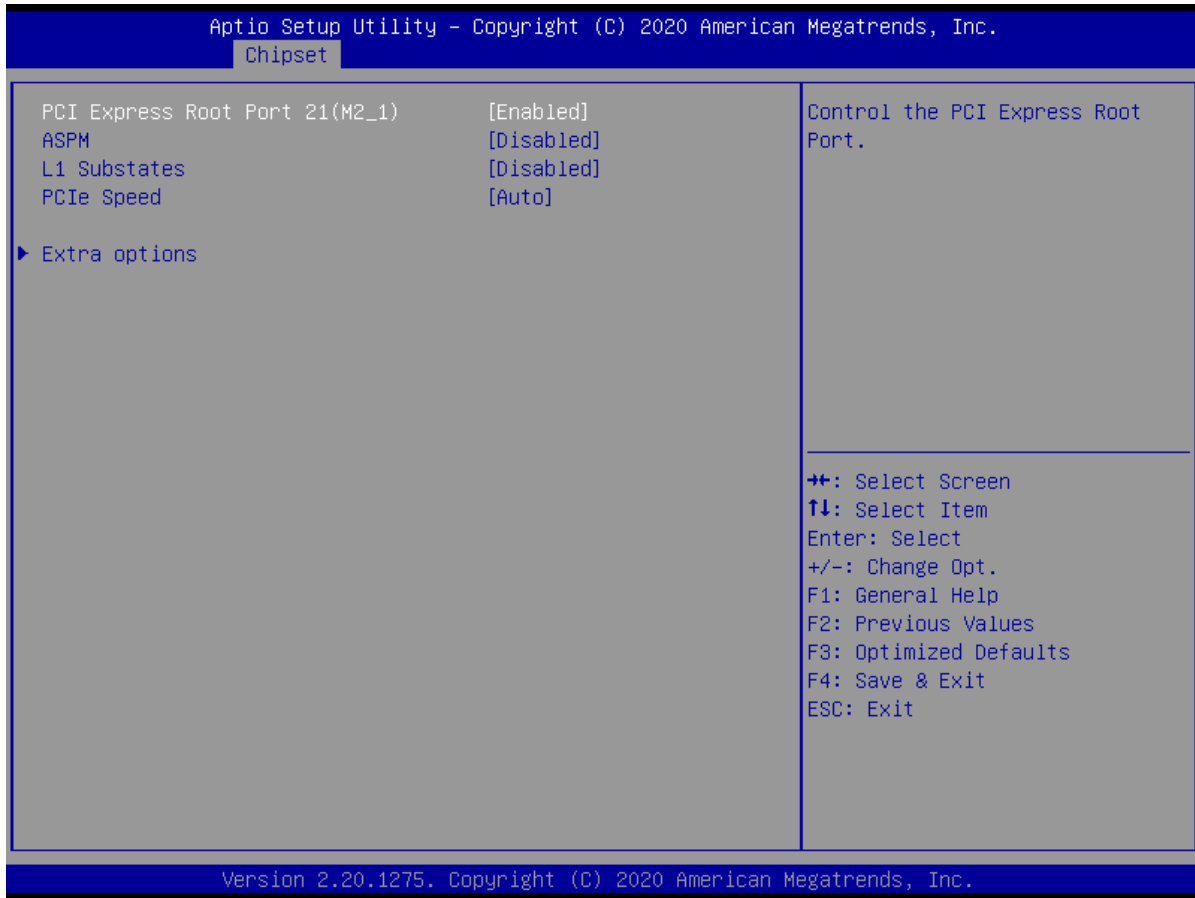 Aptio Setup Utility – Copyright (C) 2020 American Megatrends, Inc.
Chipset
PCI Express Root Port 21(M2_1) [Enabled]
ASPM [Disabled]
L1 Substates [Disabled]
PCIe Speed [Auto]
▶ Extra options
Control the PCI Express Root
Port.
→←: Select Screen
↑↓: Select Item
Enter: Select
+/-: Change Opt.
F1: General Help
F2: Previous Values
F3: Optimized Defaults
F4: Save & Exit
ESC: Exit
Version 2.20.1275. Copyright (C) 2020 American Megatrends, Inc.